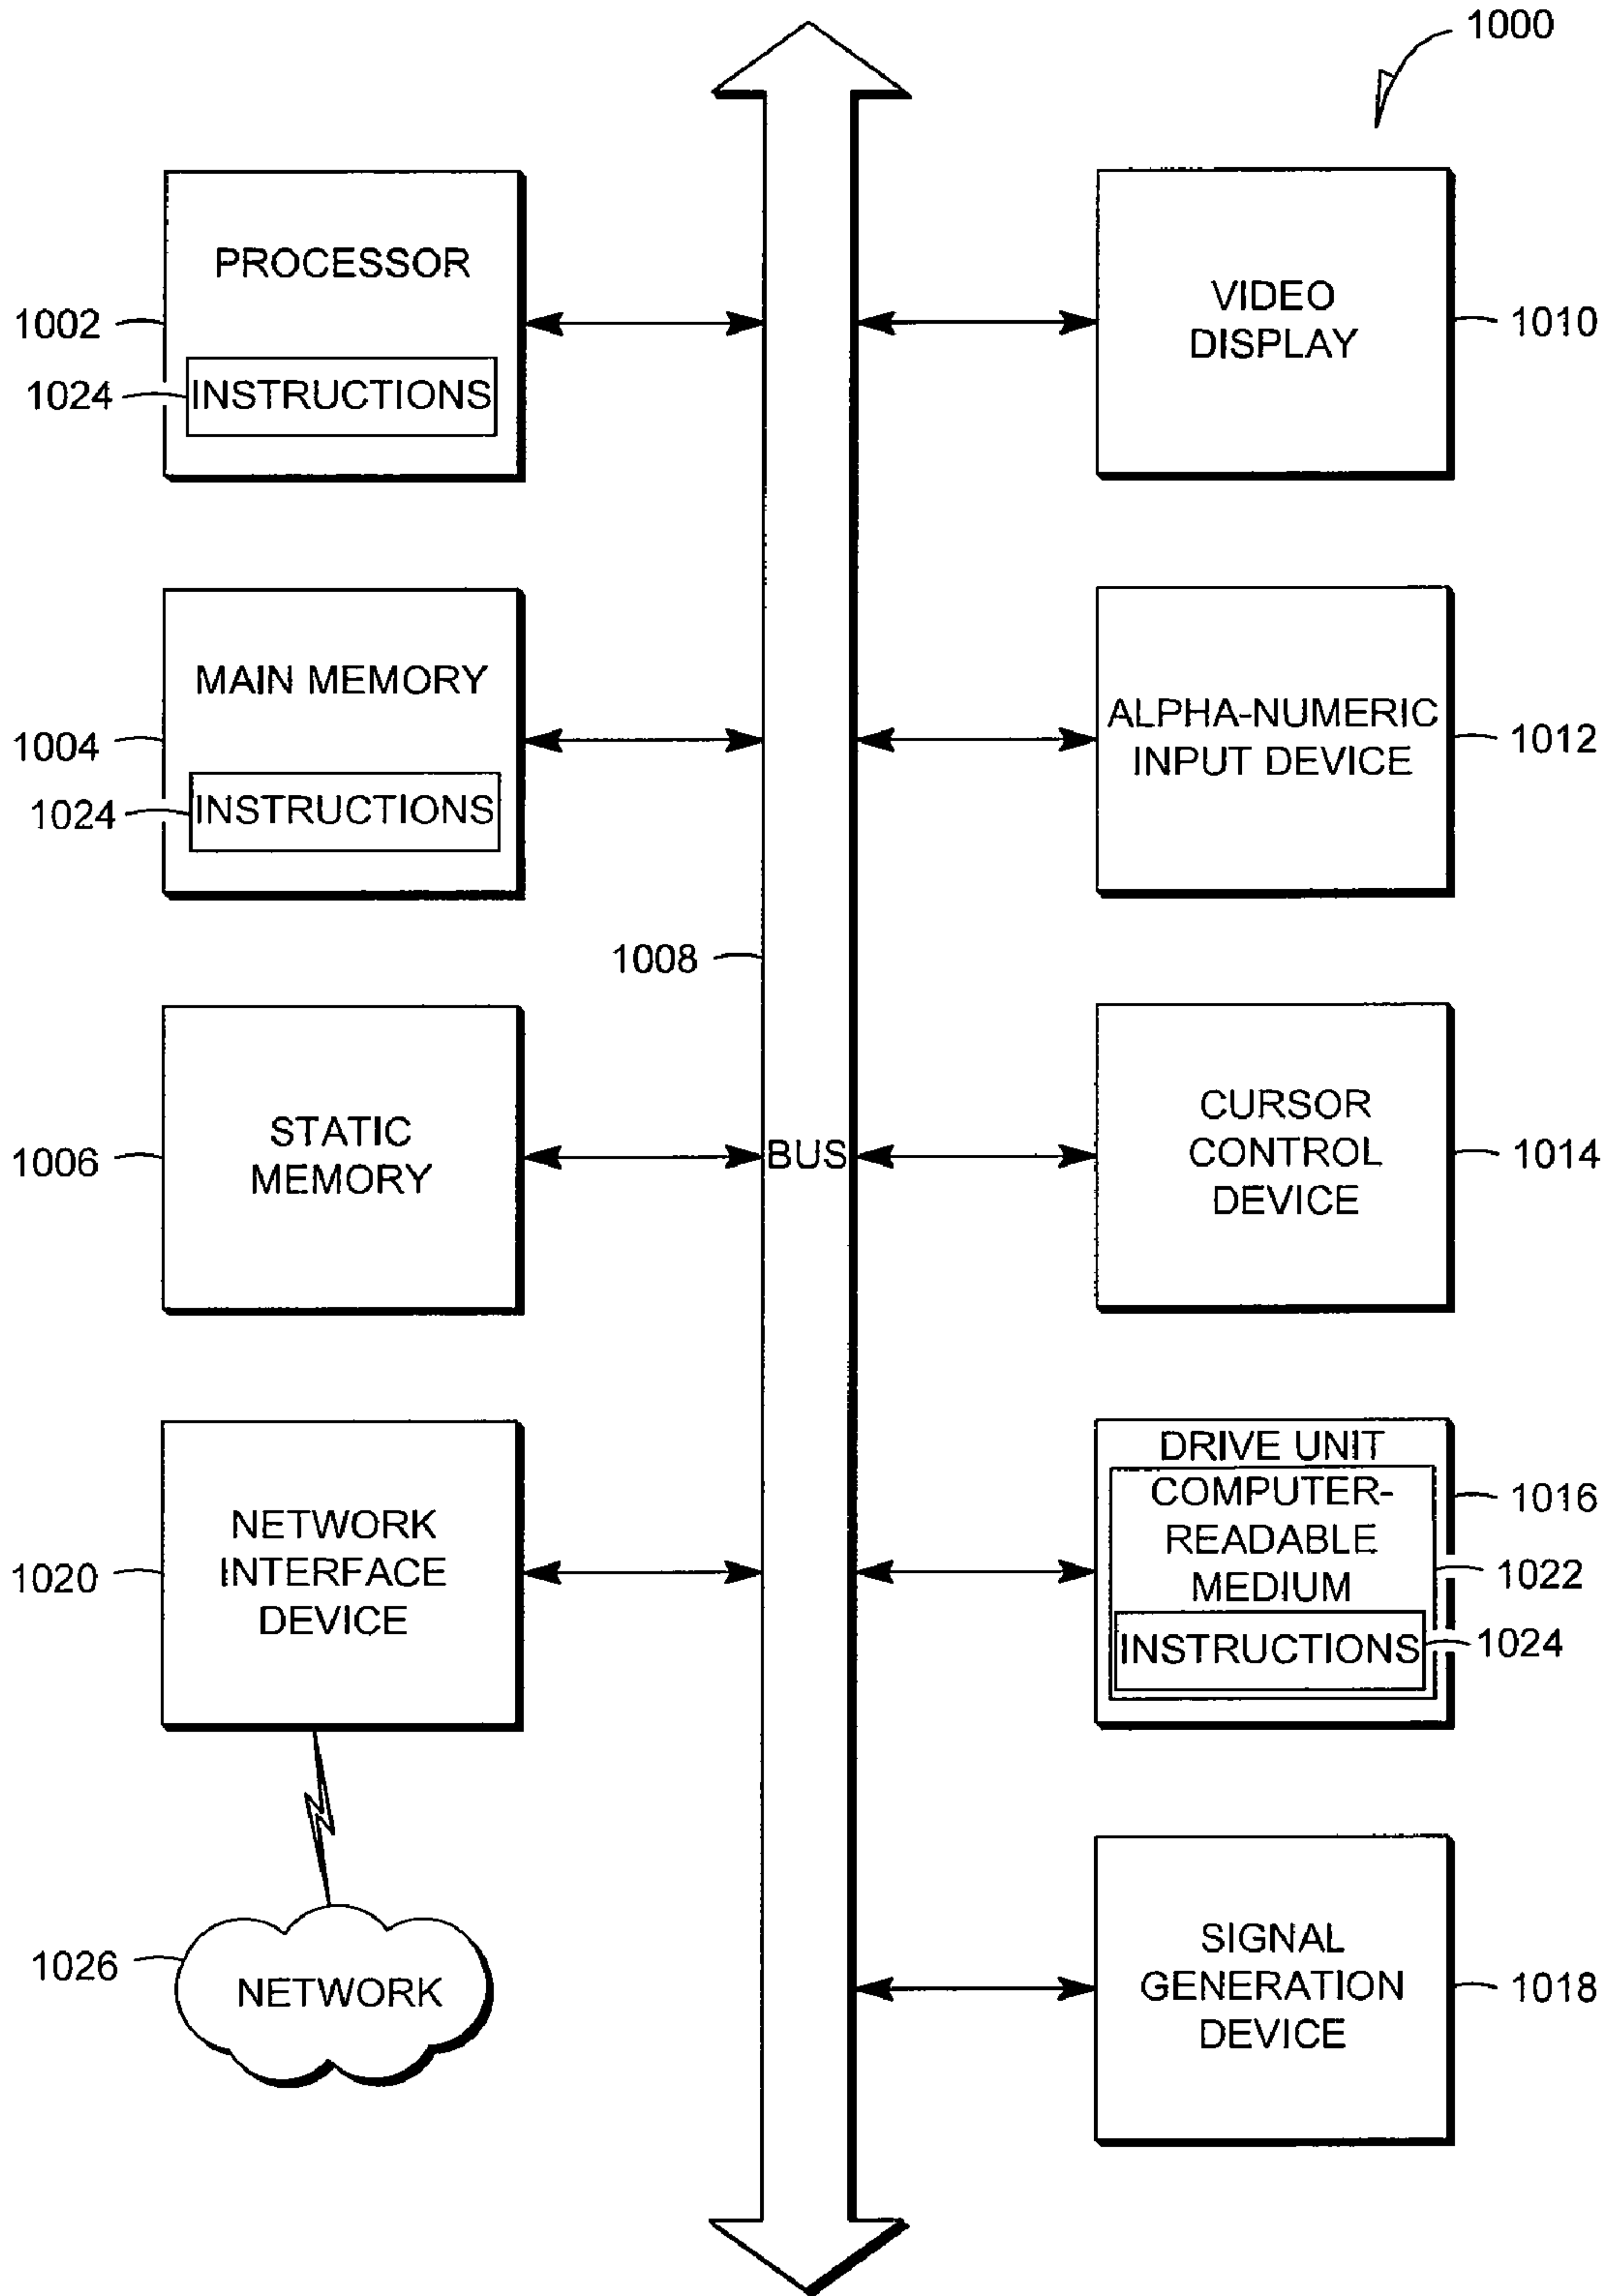 1000
PROCESSOR
1002
1024
INSTRUCTIONS
VIDEO
DISPLAY
1010
MAIN MEMORY
1004
1024
INSTRUCTIONS
ALPHA-NUMERIC
INPUT DEVICE
1012
1008
STATIC
MEMORY
1006
BUS
CURSOR
CONTROL
DEVICE
1014
NETWORK
INTERFACE
DEVICE
1020
DRIVE UNIT
1016
COMPUTER-
READABLE
MEDIUM
1022
INSTRUCTIONS
1024
1026
NETWORK
SIGNAL
GENERATION
DEVICE
1018